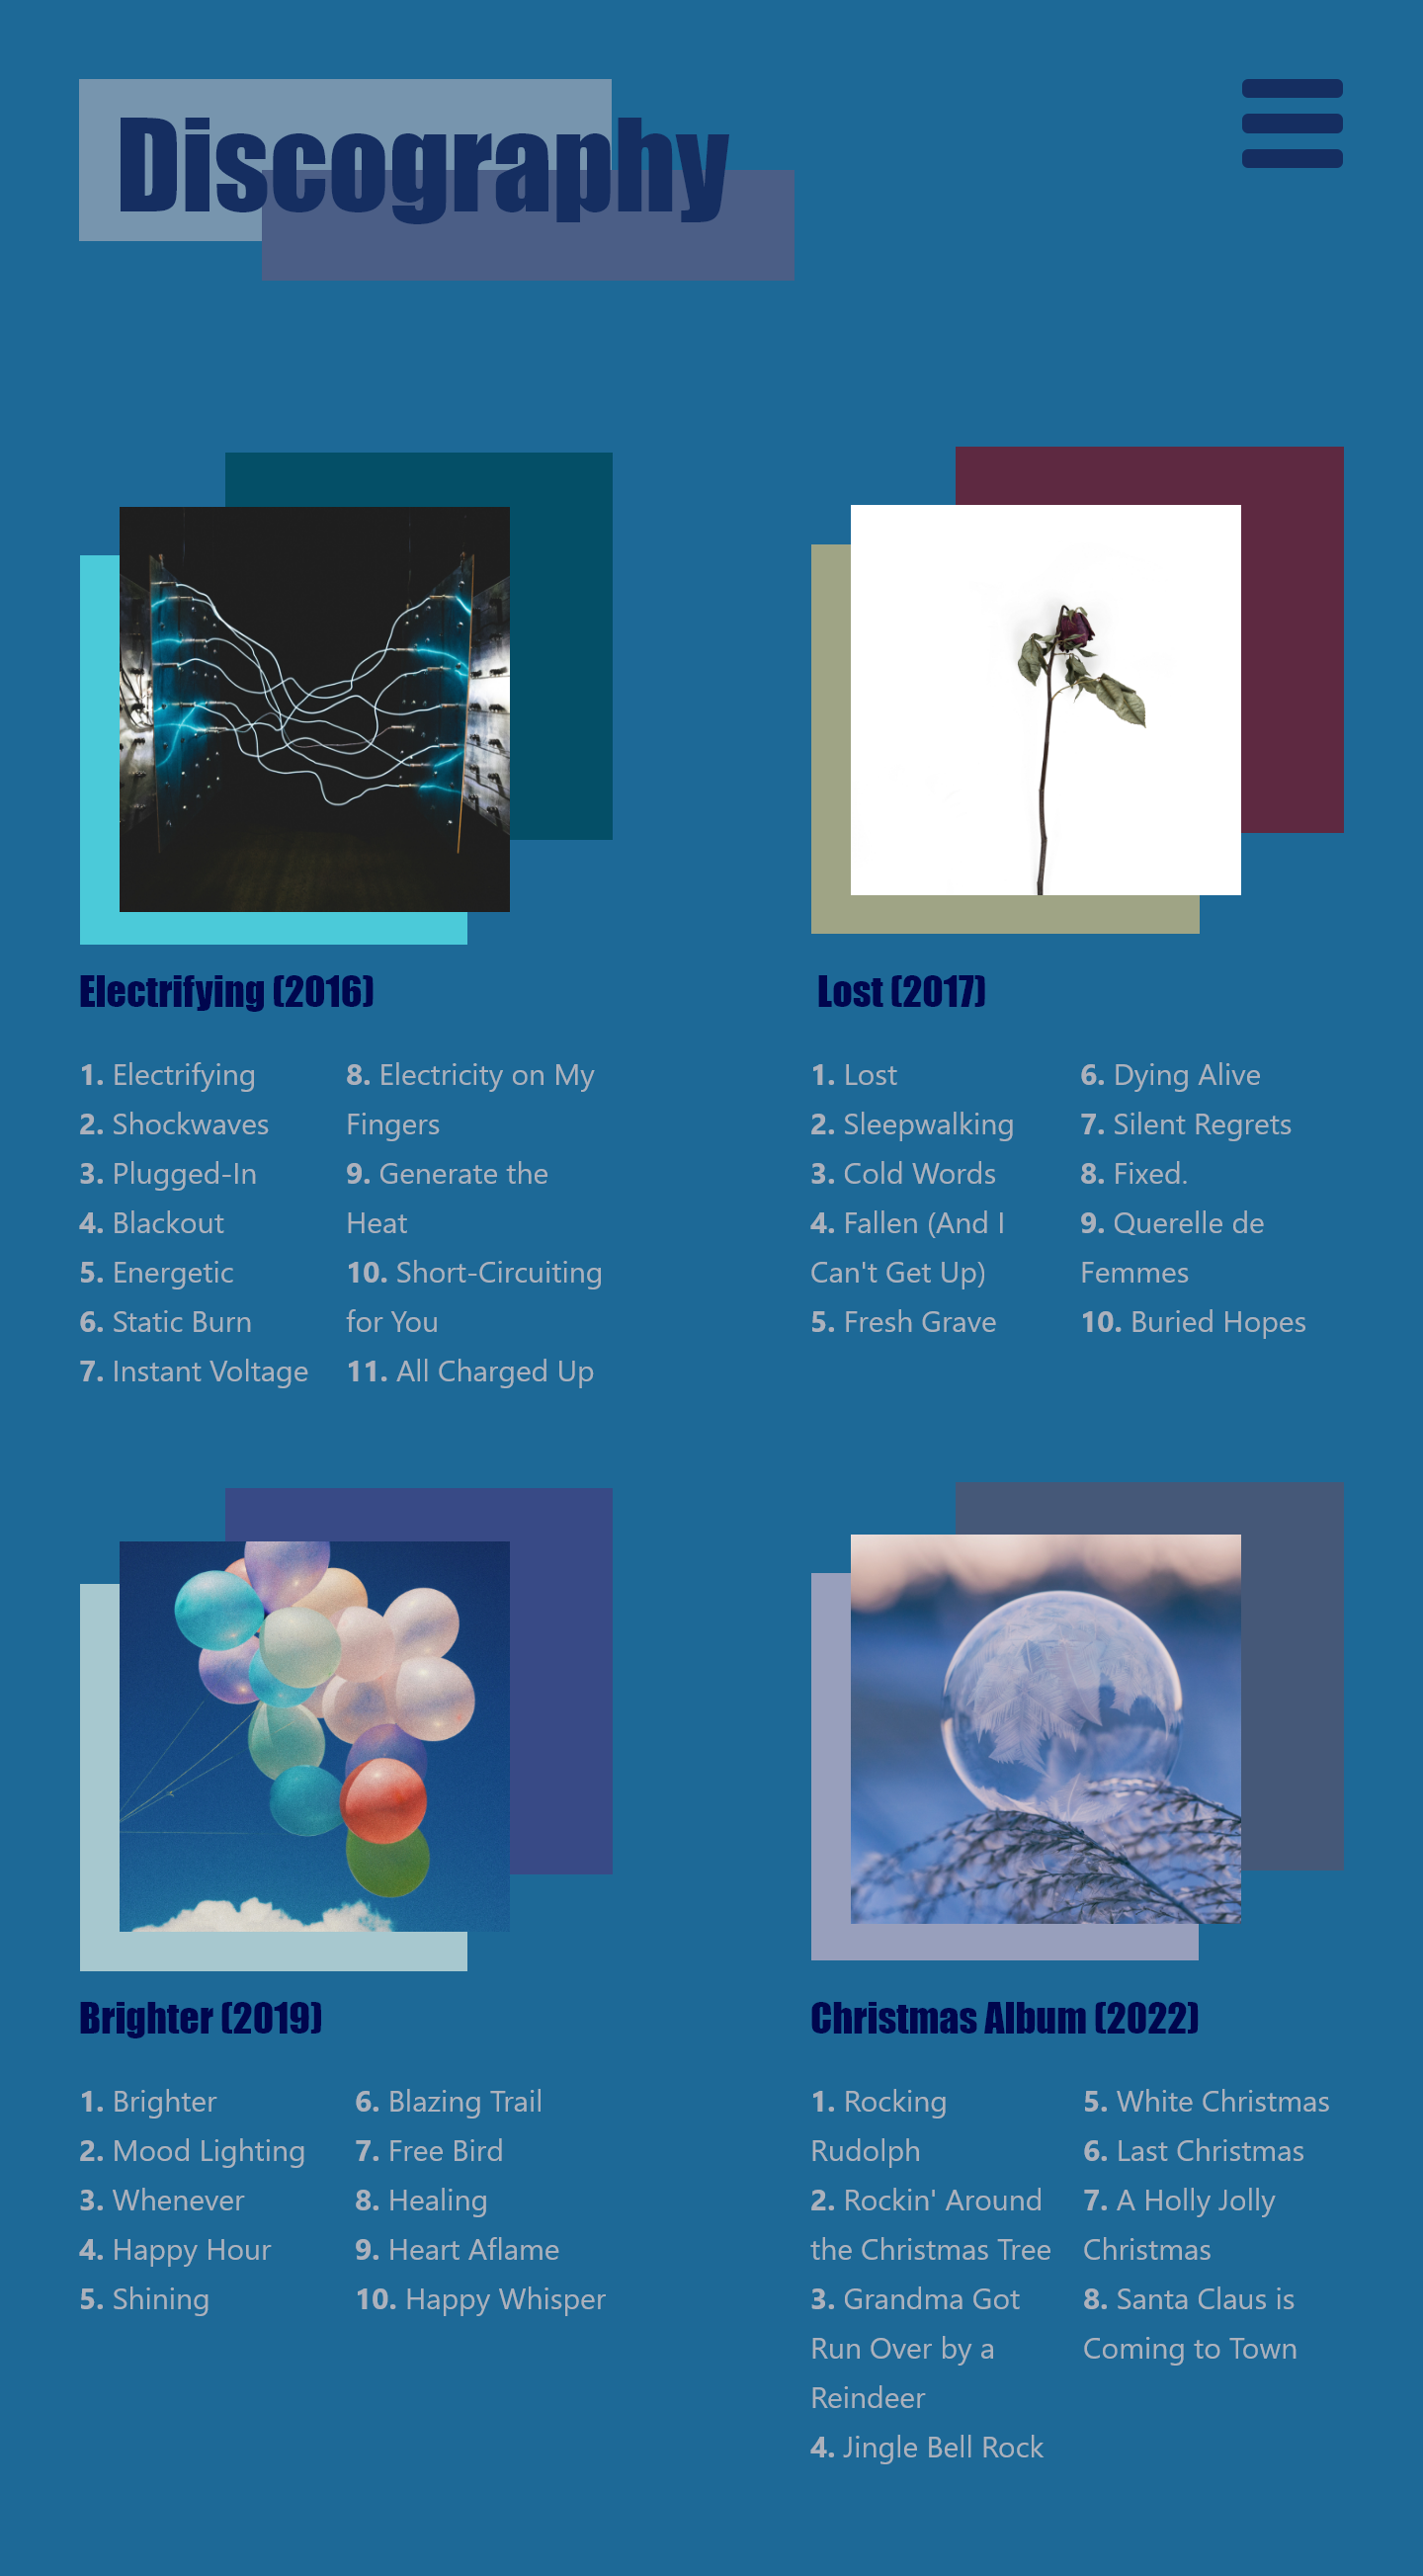 Discography
Electrifying (2016)
1. Electrifying
2. Shockwaves
3. Plugged-In
4. Blackout
5. Energetic
6. Static Burn
7. Instant Voltage
8. Electricity on My
Fingers
9. Generate the
Heat
10. Short-Circuiting
for You
11. All Charged Up
Lost (2017)
1. Lost
2. Sleepwalking
3. Cold Words
4. Fallen (And I
Can't Get Up)
5. Fresh Grave
6. Dying Alive
7. Silent Regrets
8. Fixed.
9. Querelle de
Femmes
10. Buried Hopes
Brighter (2019)
1. Brighter
2. Mood Lighting
3. Whenever
4. Happy Hour
5. Shining
6. Blazing Trail
7. Free Bird
8. Healing
9. Heart Aflame
10. Happy Whisper
Christmas Album (2022)
1. Rocking
Rudolph
2. Rockin' Around
the Christmas Tree
3. Grandma Got
Run Over by a
Reindeer
4. Jingle Bell Rock
5. White Christmas
6. Last Christmas
7. A Holly Jolly
Christmas
8. Santa Claus is
Coming to Town